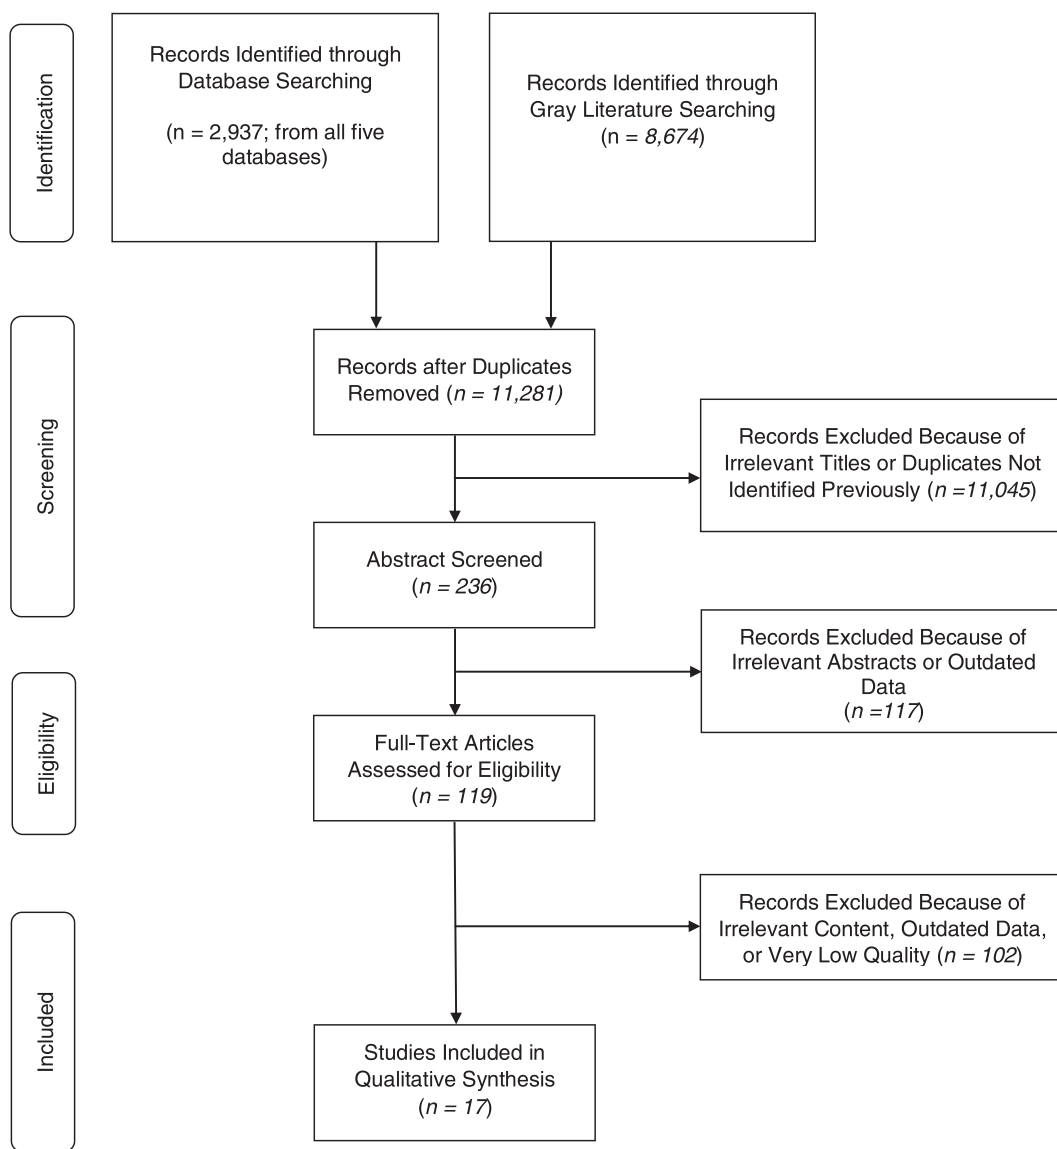 Identification
Records Identified through
Database Searching
(n = 2,937; from all five
databases)
Records Identified through
Gray Literature Searching
(n = 8,674)
Screening
Records after Duplicates
Removed (n = 11,281)
Records Excluded Because of
Irrelevant Titles or Duplicates Not
Identified Previously (n =11,045)
Abstract Screened
(n = 236)
Records Excluded Because of
Irrelevant Abstracts or Outdated
Data
(n =117)
Eligibility
Full-Text Articles
Assessed for Eligibility
(n = 119)
Records Excluded Because of
Irrelevant Content, Outdated Data,
or Very Low Quality (n = 102)
Included
Studies Included in
Qualitative Synthesis
(n = 17)